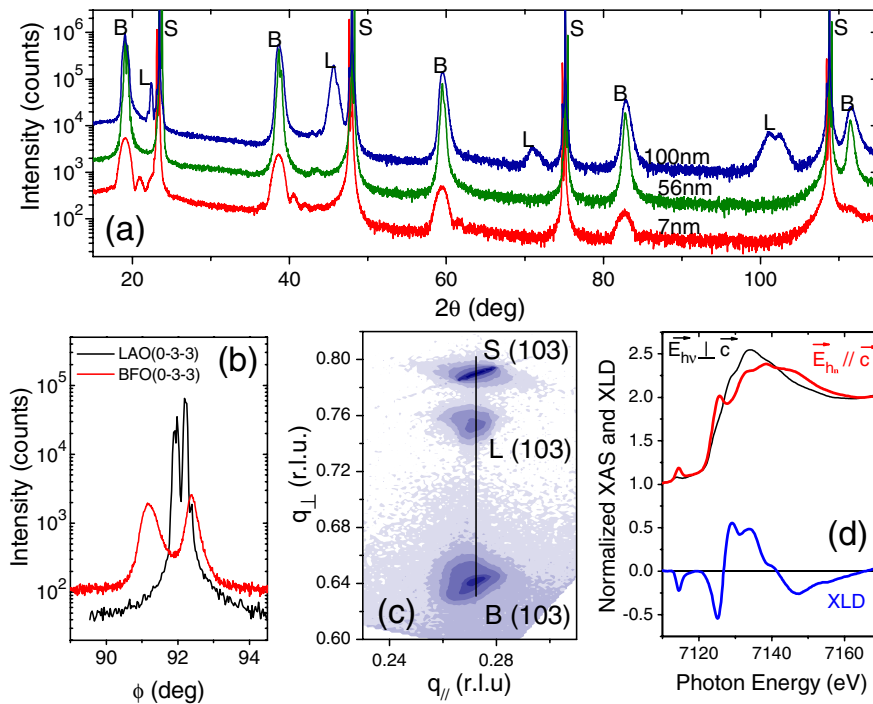 B S
B S
S
S
L L
B
B
L
L
B
100nm
56nm
7nm
(a)
Intensity (counts)
10^6
10^5
10^4
10^3
10^2
20 40 60 80 100
2θ (deg)
(b)
LAO(0-3-3)
BFO(0-3-3)
Intensity (counts)
10^5
10^4
10^3
10^2
90 92 94
ϕ (deg)
S (103)
L (103)
B (103)
(c)
q⊥ (r.l.u.)
0.80
0.76
0.72
0.68
0.64
0.60
0.24 0.28
q// (r.l.u)
E_hν ⊥ c
E_hυ // c
(d)
XLD
Normalized XAS and XLD
2.5
2.0
1.5
1.0
0.5
0.0
-0.5
7120 7140 7160
Photon Energy (eV)